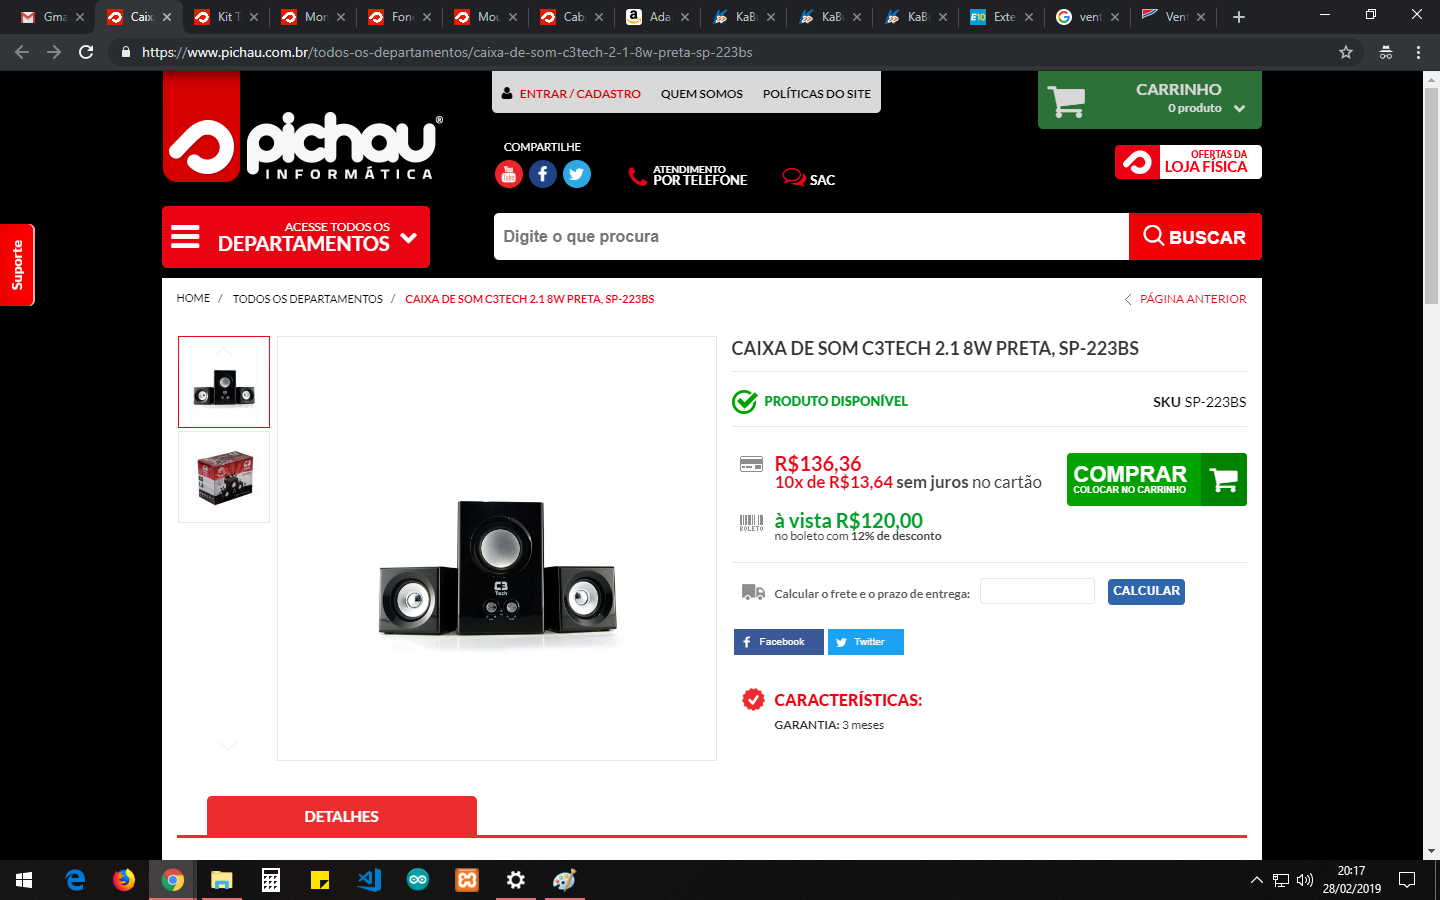 Gma
Caix
Kit T
Mor
Fon
Mou
Cab
Ada
KaB
KaB
KaB
Exte
vent
Vent
https://www.pichau.com.br/todos-os-departamentos/caixa-de-som-c3tech-2-1-8w-preta-sp-223bs
ENTRAR / CADASTRO
QUEM SOMOS
POLÍTICAS DO SITE
CARRINHO
0 produto
pichau®
INFORMÁTICA
COMPARTILHE
You Tube
ATENDIMENTO
POR TELEFONE
SAC
OFERTAS DA
LOJA FÍSICA
ACESSE TODOS OS
DEPARTAMENTOS
Digite o que procura
BUSCAR
Suporte
HOME / TODOS OS DEPARTAMENTOS / CAIXA DE SOM C3TECH 2.1 8W PRETA, SP-223BS
PÁGINA ANTERIOR
CAIXA DE SOM C3TECH 2.1 8W PRETA, SP-223BS
PRODUTO DISPONÍVEL
SKU SP-223BS
R$136,36
10x de R$13,64 sem juros no cartão
COMPRAR
COLOCAR NO CARRINHO
BOLETO
à vista R$120,00
no boleto com 12% de desconto
C3
Tech
Calcular o frete e o prazo de entrega:
CALCULAR
Facebook
Twitter
CARACTERÍSTICAS:
GARANTIA: 3 meses
DETALHES
20:17
28/02/2019